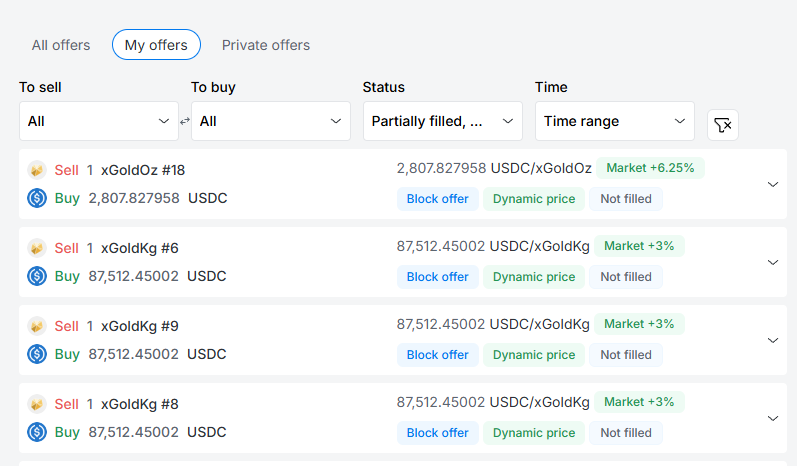 All offers My offers Private offers
To sell To buy Status Time
All All Partially filled, ... Time range
Sell 1 xGoldOz #18 2,807.827958 USDC/xGoldOz Market +6.25%
Buy 2,807.827958 USDC Block offer Dynamic price Not filled
Sell 1 xGoldKg #6 87,512.45002 USDC/xGoldKg Market +3%
Buy 87,512.45002 USDC Block offer Dynamic price Not filled
Sell 1 xGoldKg #9 87,512.45002 USDC/xGoldKg Market +3%
Buy 87,512.45002 USDC Block offer Dynamic price Not filled
Sell 1 xGoldKg #8 87,512.45002 USDC/xGoldKg Market +3%
Buy 87,512.45002 USDC Block offer Dynamic price Not filled